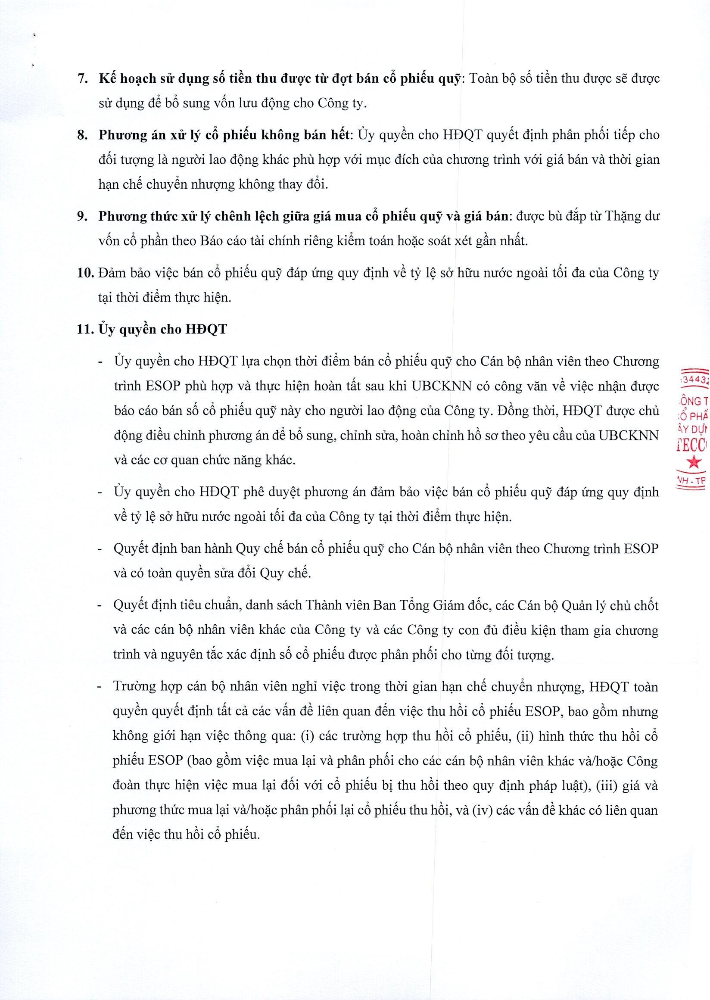 7. Kế hoạch sử dụng số tiền thu được từ đợt bán cổ phiếu quỹ: Toàn bộ số tiền thu được sẽ được
sử dụng để bổ sung vốn lưu động cho Công ty.
8. Phương án xử lý cổ phiếu không bán hết: Ủy quyền cho HĐQT quyết định phân phối tiếp cho
đối tượng là người lao động khác phù hợp với mục đích của chương trình với giá bán và thời gian
hạn chế chuyển nhượng không thay đổi.
9. Phương thức xử lý chênh lệch giữa giá mua cổ phiếu quỹ và giá bán: được bù đắp từ Thặng dư
vốn cổ phần theo Báo cáo tài chính riêng kiểm toán hoặc soát xét gần nhất.
10. Đảm bảo việc bán cổ phiếu quỹ đáp ứng quy định về tỷ lệ sở hữu nước ngoài tối đa của Công ty
tại thời điểm thực hiện.
11. Ủy quyền cho HĐQT
- Ủy quyền cho HĐQT lựa chọn thời điểm bán cổ phiếu quỹ cho Cán bộ nhân viên theo Chương
trình ESOP phù hợp và thực hiện hoàn tất sau khi UBCKNN có công văn về việc nhận được
báo cáo bán số cổ phiếu quỹ này cho người lao động của Công ty. Đồng thời, HĐQT được chủ
động điều chỉnh phương án để bổ sung, chỉnh sửa, hoàn chỉnh hồ sơ theo yêu cầu của UBCKNN
và các cơ quan chức năng khác.
- Ủy quyền cho HĐQT phê duyệt phương án đảm bảo việc bán cổ phiếu quỹ đáp ứng quy định
về tỷ lệ sở hữu nước ngoài tối đa của Công ty tại thời điểm thực hiện.
- Quyết định ban hành Quy chế bán cổ phiếu quỹ cho Cán bộ nhân viên theo Chương trình ESOP
và có toàn quyền sửa đổi Quy chế.
- Quyết định tiêu chuẩn, danh sách Thành viên Ban Tổng Giám đốc, các Cán bộ Quản lý chủ chốt
và các cán bộ nhân viên khác của Công ty và các Công ty con đủ điều kiện tham gia chương
trình và nguyên tắc xác định số cổ phiếu được phân phối cho từng đối tượng.
- Trường hợp cán bộ nhân viên nghỉ việc trong thời gian hạn chế chuyển nhượng, HĐQT toàn
quyền quyết định tất cả các vấn đề liên quan đến việc thu hồi cổ phiếu ESOP, bao gồm nhưng
không giới hạn việc thông qua: (i) các trường hợp thu hồi cổ phiếu, (ii) hình thức thu hồi cổ
phiếu ESOP (bao gồm việc mua lại và phân phối cho các cán bộ nhân viên khác và/hoặc Công
đoàn thực hiện việc mua lại đối với cổ phiếu bị thu hồi theo quy định pháp luật), (iii) giá và
phương thức mua lại và/hoặc phân phối lại cổ phiếu thu hồi, và (iv) các vấn đề khác có liên quan
đến việc thu hồi cổ phiếu.
3443
ÔNG T
Ổ PHẦ
ÂY DỰN
TECC
NH - TP